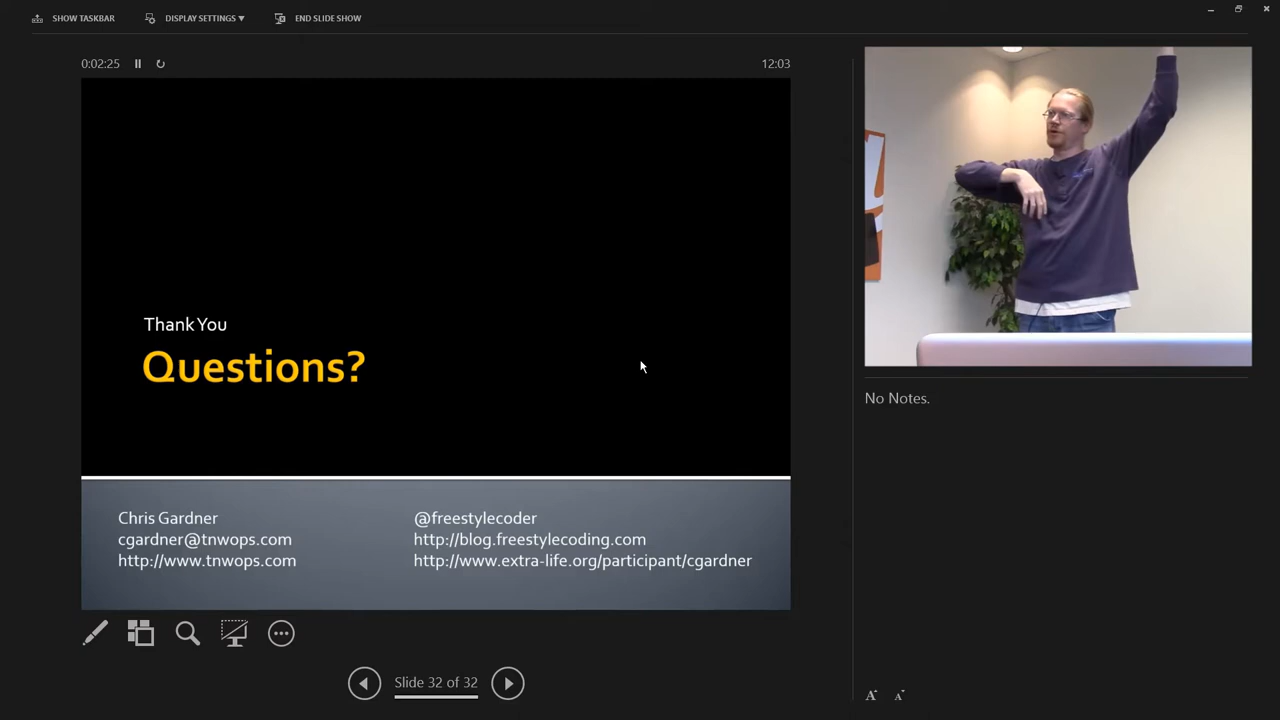 SHOW TASKBAR
DISPLAY SETTINGS ▼
END SLIDE SHOW
0:02:25
12:03
Thank You
Questions?
Chris Gardner
cgardner@tnwops.com
http://www.tnwops.com
@freestylecoder
http://blog.freestylecoding.com
http://www.extra-life.org/participant/cgardner
No Notes.
Slide 32 of 32
A A